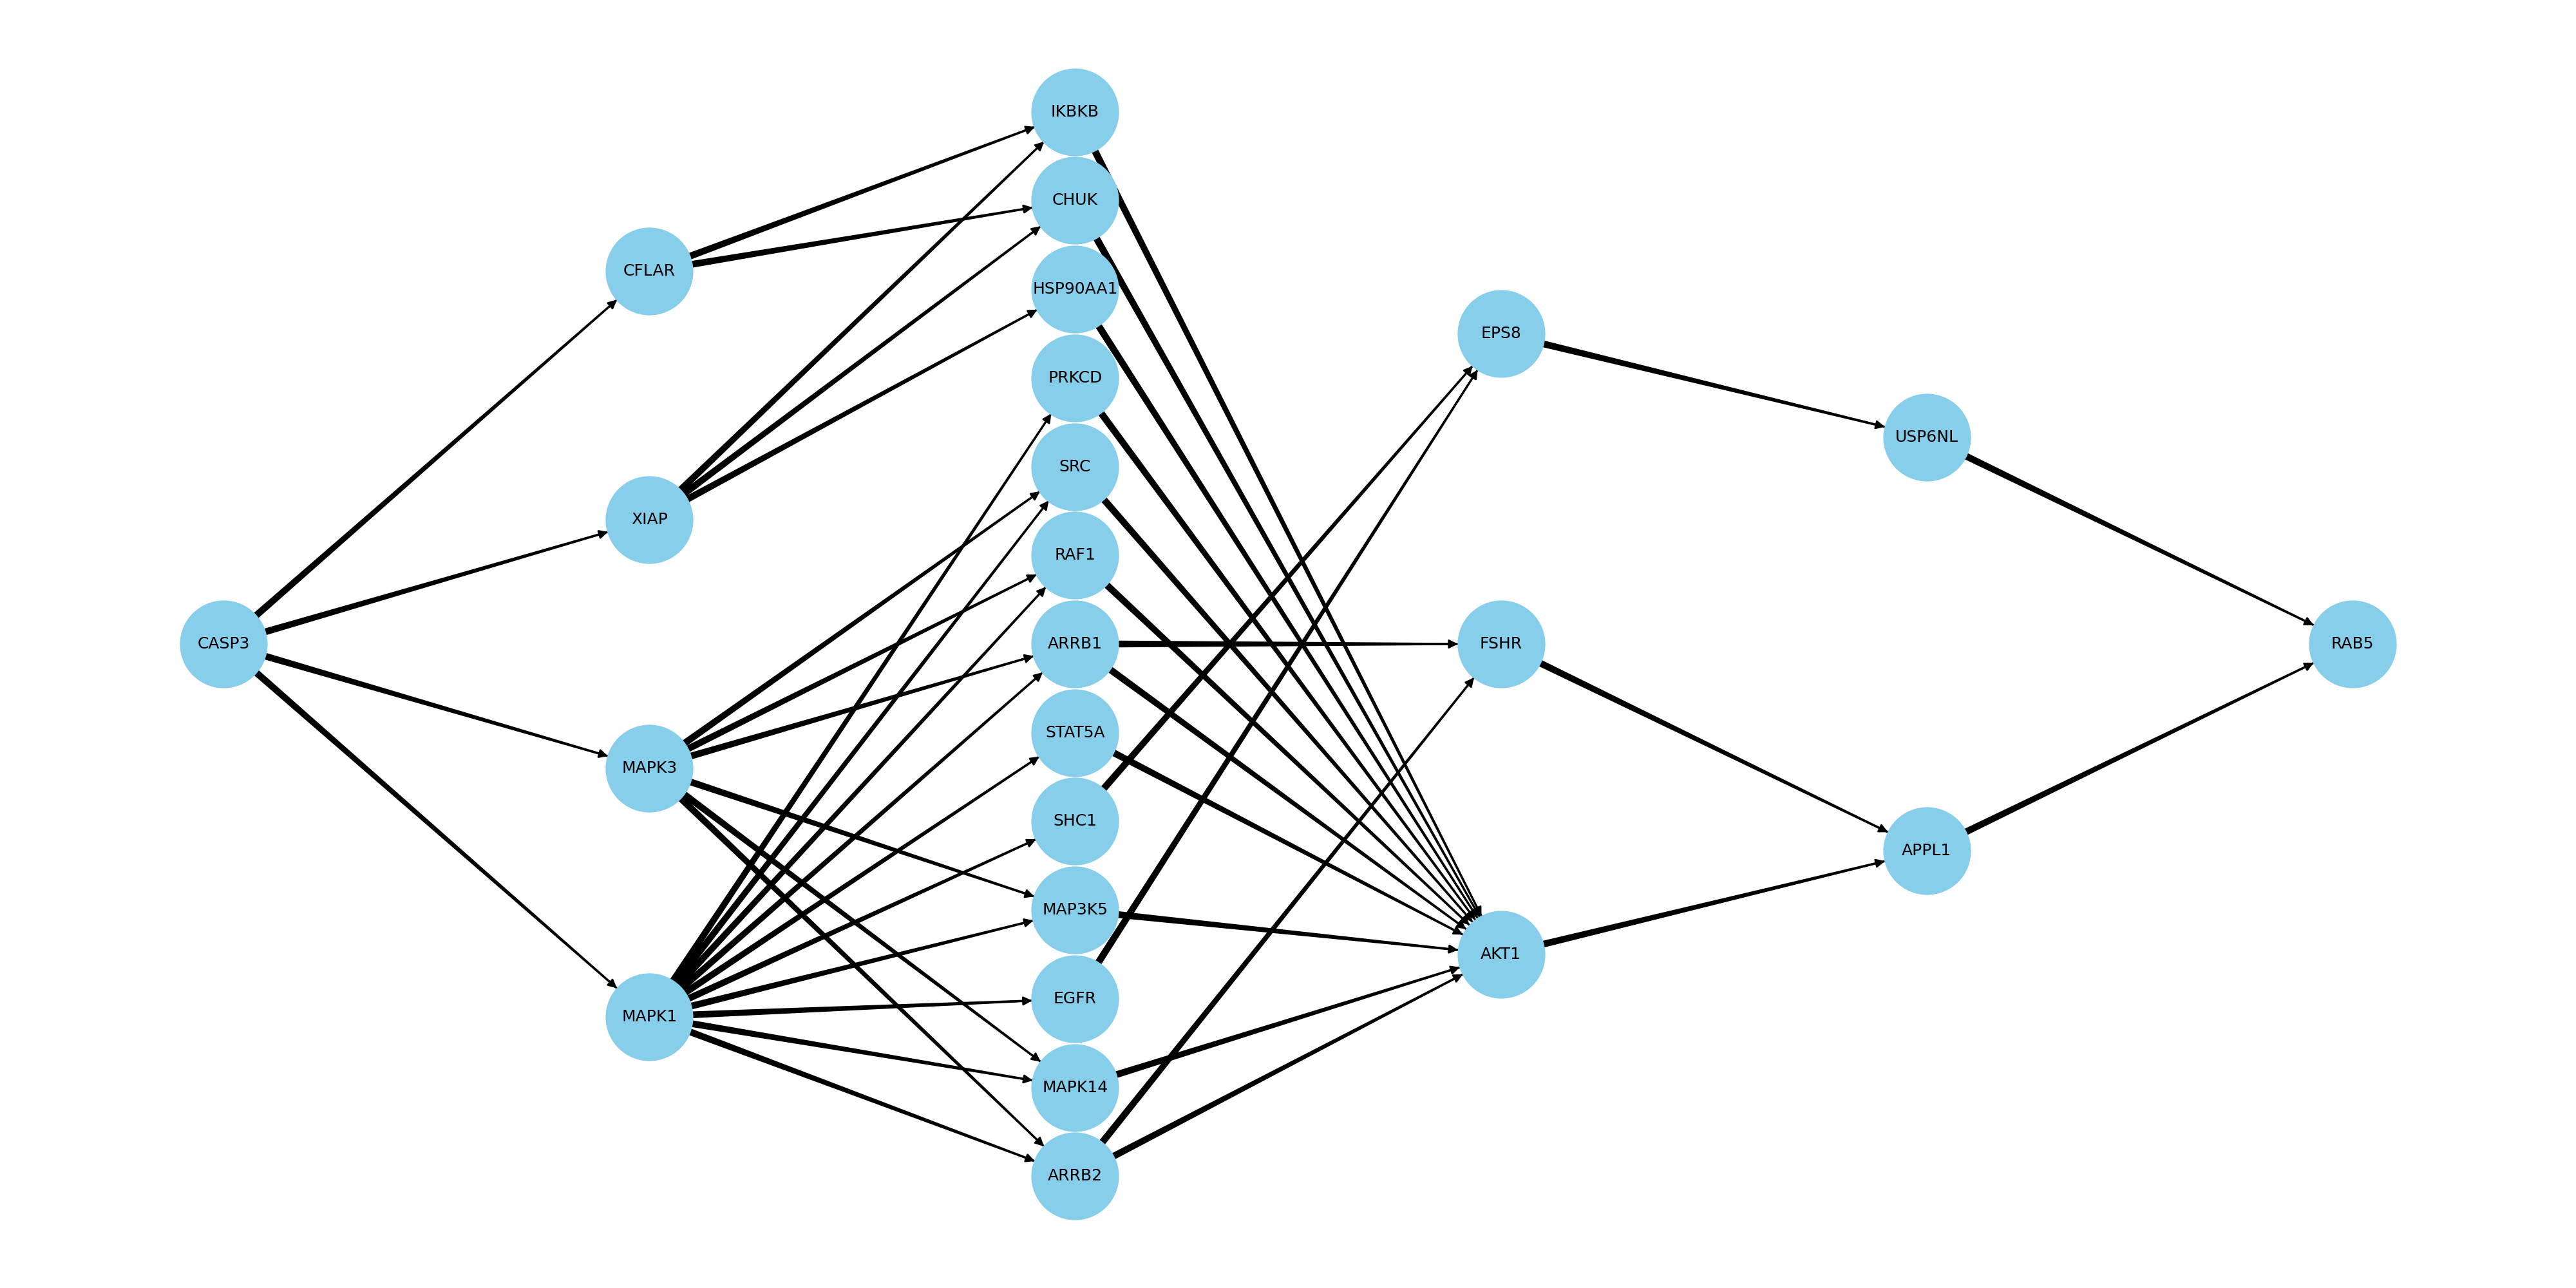 CASP3
CFLAR
XIAP
MAPK3
MAPK1
IKBKB
CHUK
HSP90AA1
PRKCD
SRC
RAF1
ARRB1
STAT5A
SHC1
MAP3K5
EGFR
MAPK14
ARRB2
EPS8
FSHR
AKT1
USP6NL
APPL1
RAB5